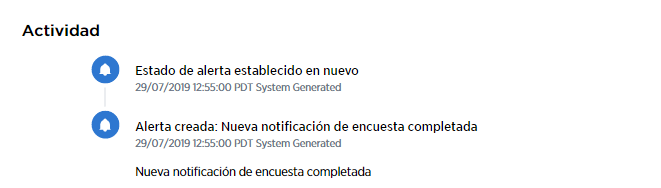 Actividad
Estado de alerta establecido en nuevo
29/07/2019 12:55:00 PDT System Generated
Alerta creada: Nueva notificación de encuesta completada
29/07/2019 12:55:00 PDT System Generated
Nueva notificación de encuesta completada